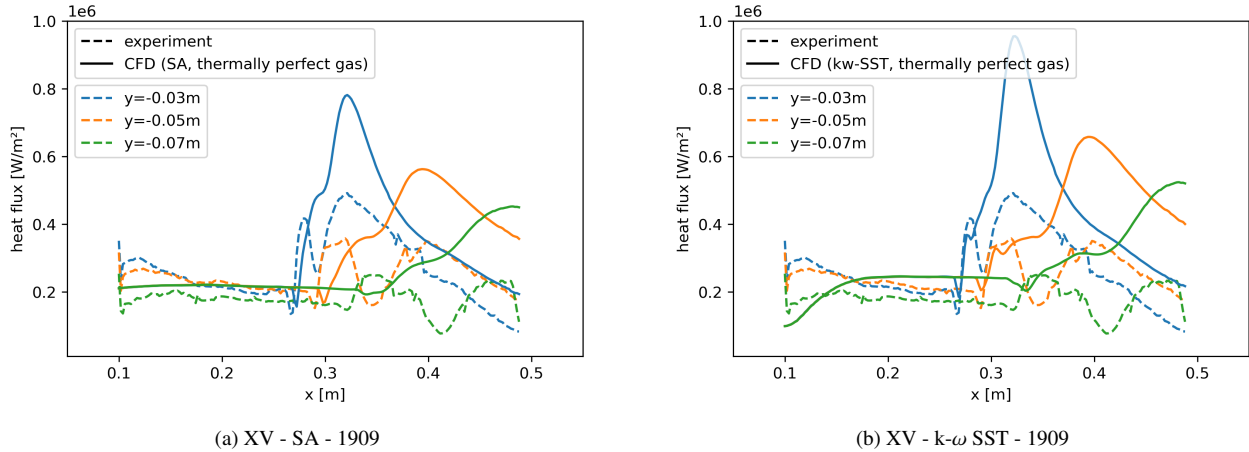 1e6
1.0
0.8
0.6
0.4
0.2
heat flux [W/m²]
experiment
CFD (SA, thermally perfect gas)
y=-0.03m
y=-0.05m
y=-0.07m
0.1 0.2 0.3 0.4 0.5
x [m]
(a) XV - SA - 1909
1e6
1.0
0.8
0.6
0.4
0.2
heat flux [W/m²]
experiment
CFD (kw-SST, thermally perfect gas)
y=-0.03m
y=-0.05m
y=-0.07m
0.1 0.2 0.3 0.4 0.5
x [m]
(b) XV - k-ω SST - 1909